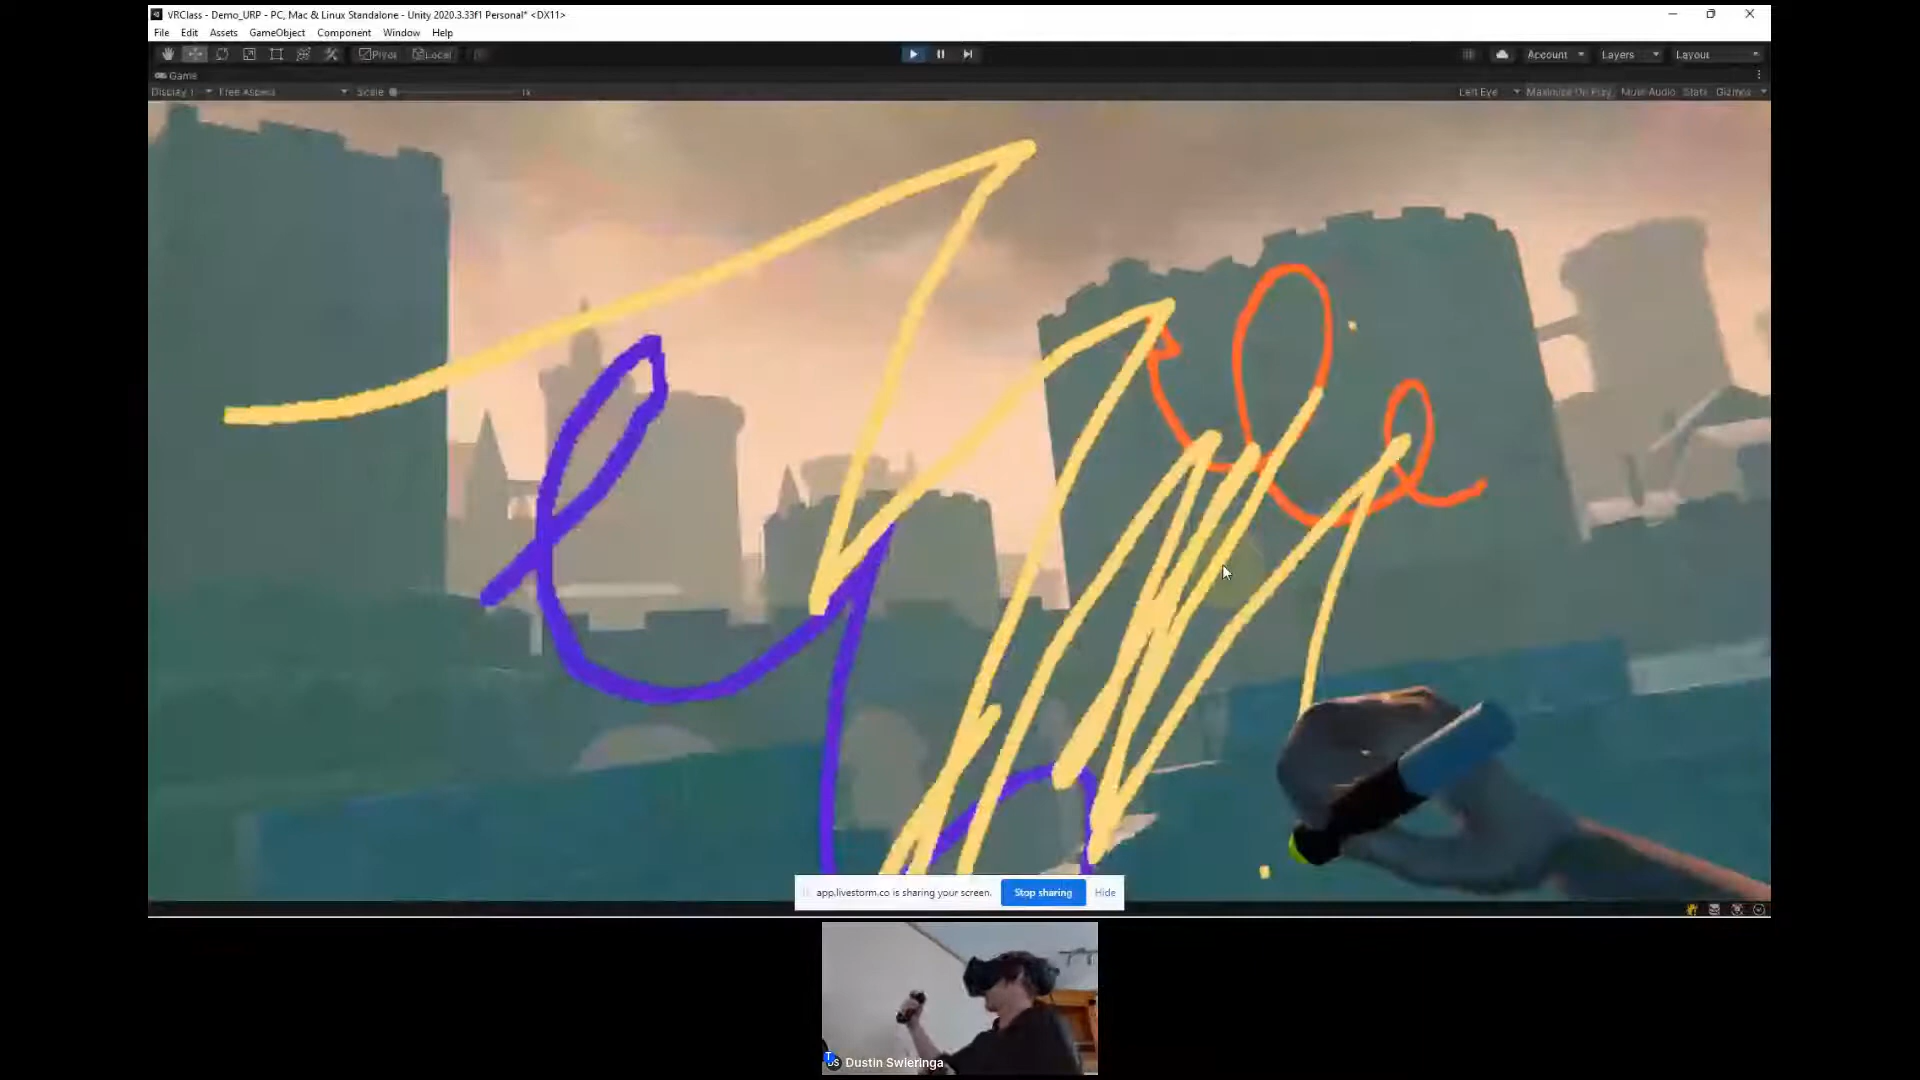 VRClass - Demo_URP - PC, Mac & Linux Standalone - Unity 2020.3.33f1 Personal* <DX11>
File Edit Assets GameObject Component Window Help
Pivot Local Account Layers Layout
Game
Display 1 Free Aspect Scale 1x Left Eye Maximize On Play Mute Audio Stats Gizmos
app.livestorm.co is sharing your screen. Stop sharing Hide
T
DS Dustin Swieringa